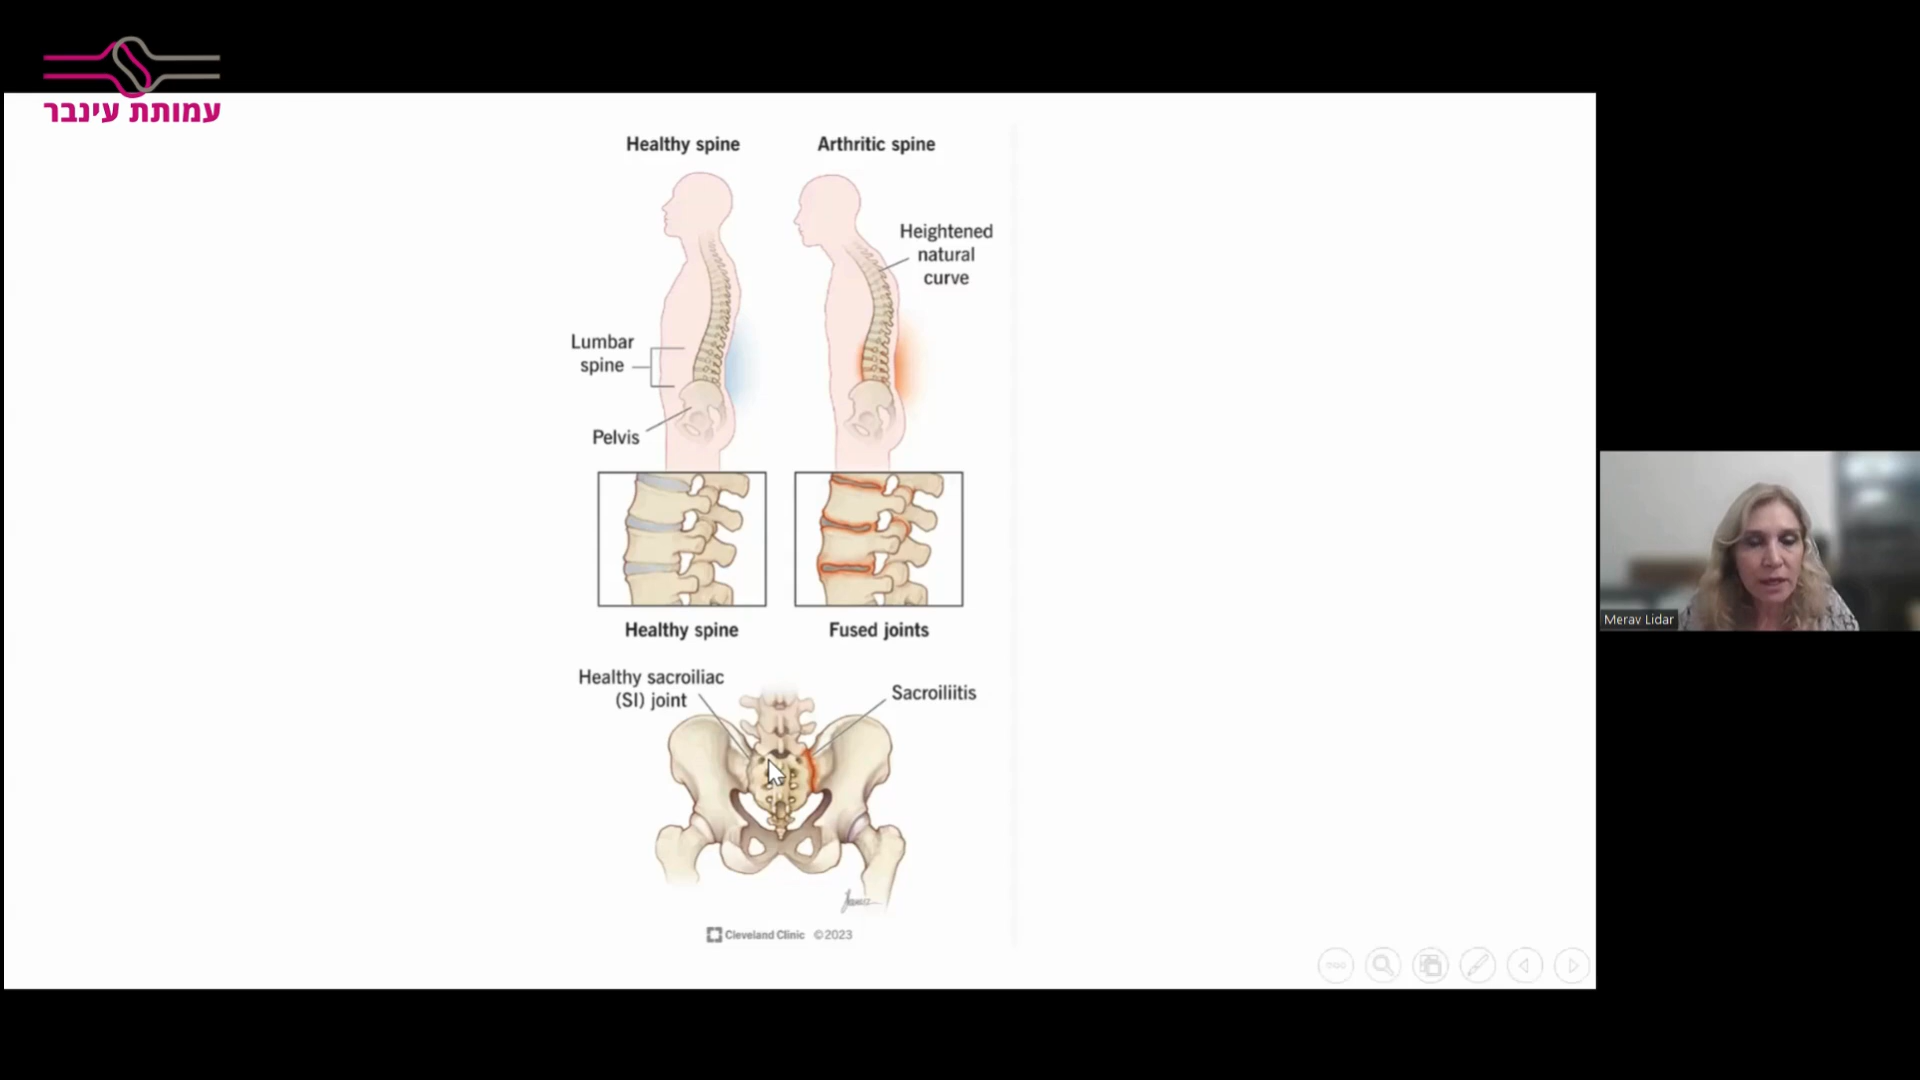 עמותת עינבר
Healthy spine
Arthritic spine
Heightened
natural
curve
Lumbar
spine
Pelvis
Healthy spine
Fused joints
Healthy sacroiliac
(SI) joint
Sacroiliitis
Cleveland Clinic ©2023
Merav Lidar